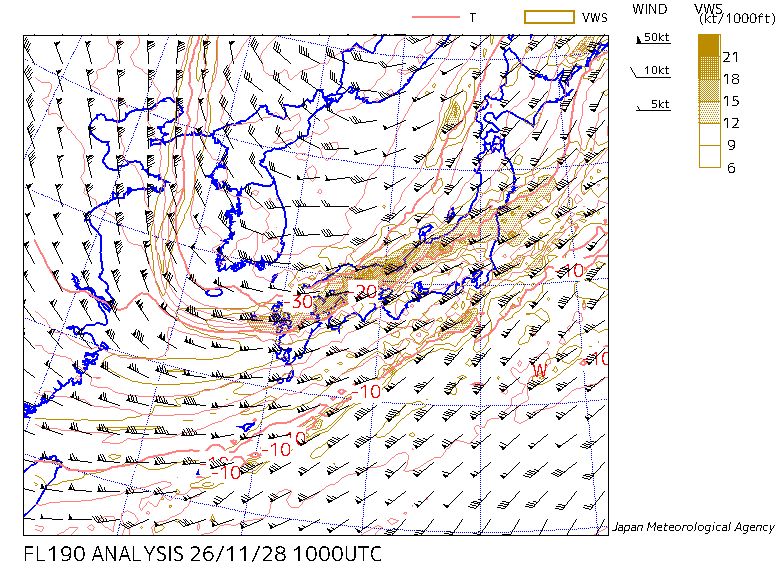 T VWS WIND VWS
(kt/1000ft)
50kt
10kt
5kt
21
18
15
12
9
6
-10
-30
-20
W
-10
-10
-10
-10
Japan Meteorological Agency
FL190 ANALYSIS 26/11/28 1000UTC